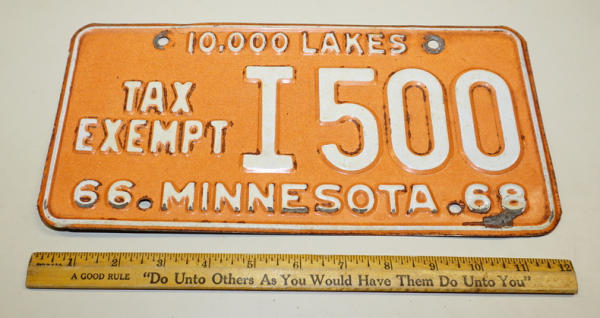 10,000 LAKES
TAX
EXEMPT
I 500
66 MINNESOTA 68
1 2 3 4 5 6 7 8 9 10 11 12
A GOOD RULE "Do Unto Others As You Would Have Them Do Unto You"